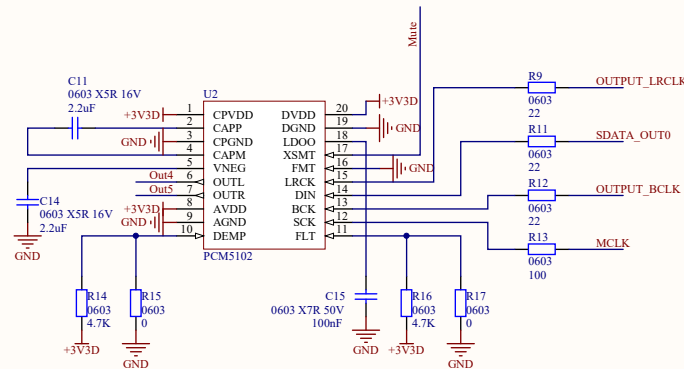 Mute
C11
0603 X5R 16V
2.2uF
U2
+3V3D 1 CPVDD DVDD 20 +3V3D
2 CAPP DGND 19 GND
GND 3 CPGND LDOO 18
4 CAPM XSMT 17
5 VNEG FMT 16 GND
Out4 6 OUTL LRCK 15
Out5 7 OUTR DIN 14
+3V3D 8 AVDD BCK 13
GND 9 AGND SCK 12
10 DEMP FLT 11
PCM5102
C14
0603 X5R 16V
2.2uF
GND
R9
0603
22
OUTPUT_LRCLK
R11
0603
22
SDATA_OUT0
R12
0603
22
OUTPUT_BCLK
R13
0603
100
MCLK
R14
0603
4.7K
+3V3D
R15
0603
0
GND
C15
0603 X7R 50V
100nF
GND
R16
0603
4.7K
+3V3D
R17
0603
0
GND